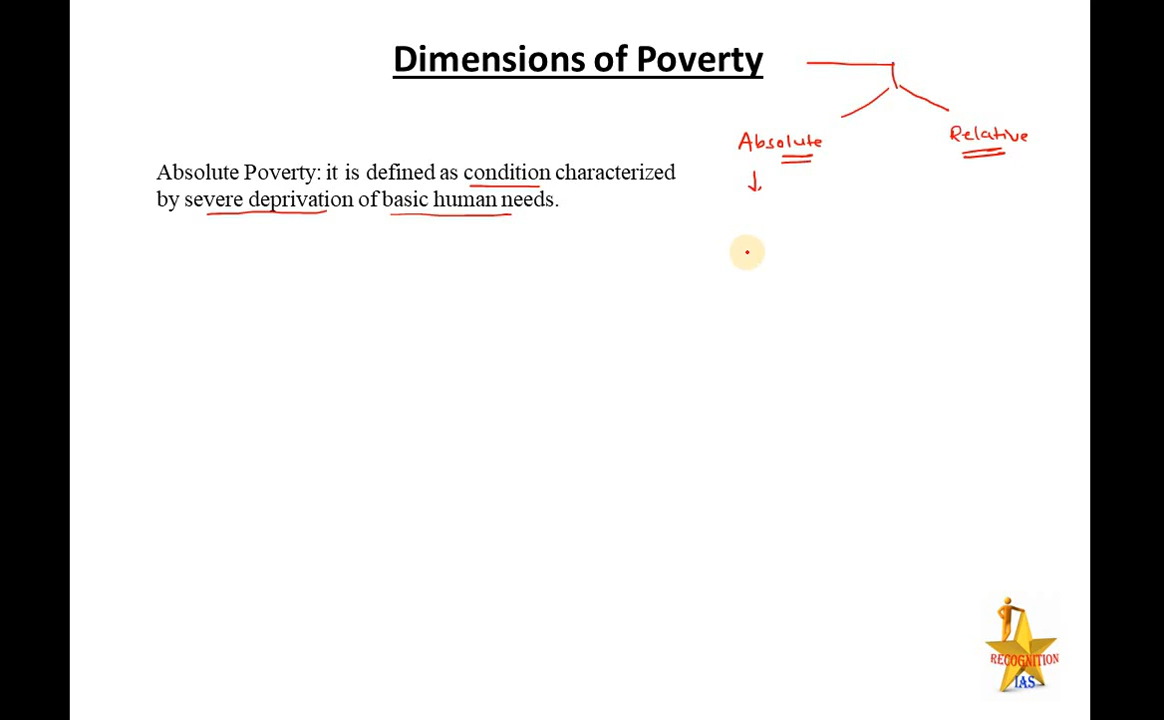 Dimensions of Poverty
Absolute
Relative
Absolute Poverty: it is defined as condition characterized
by severe deprivation of basic human needs.
RECOGNITION
IAS